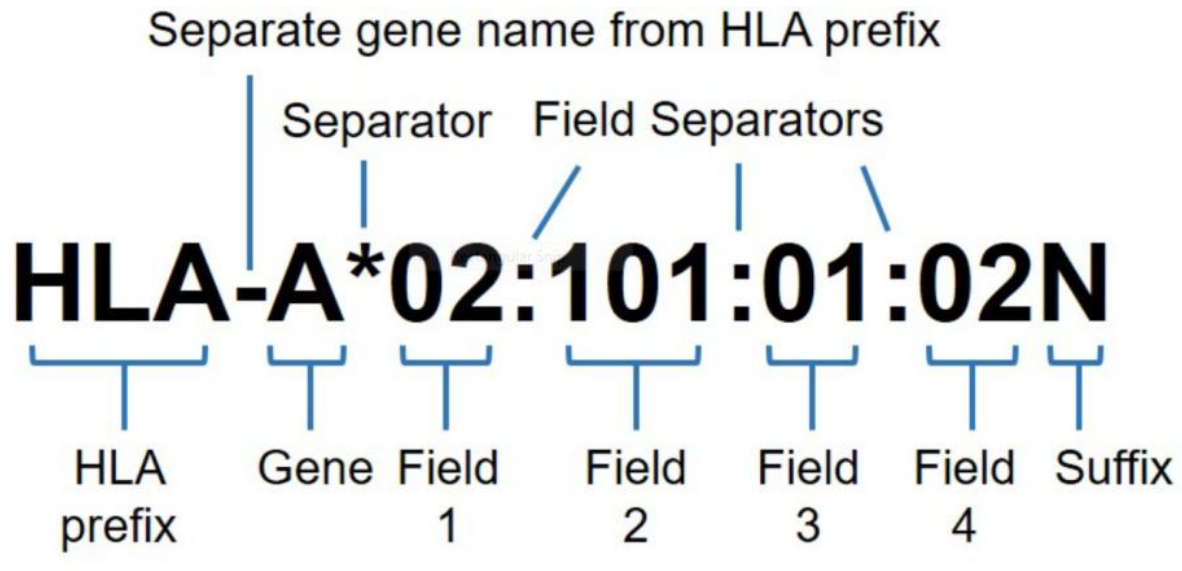 Separate gene name from HLA prefix
Separator Field Separators
HLA-A*02:101:01:02N
HLA Gene Field Field Field Field Suffix
prefix 1 2 3 4